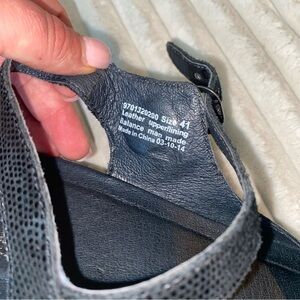 9701320200 Size 41
Leather upper/lining
Balance man made
Made in China 03-10-14